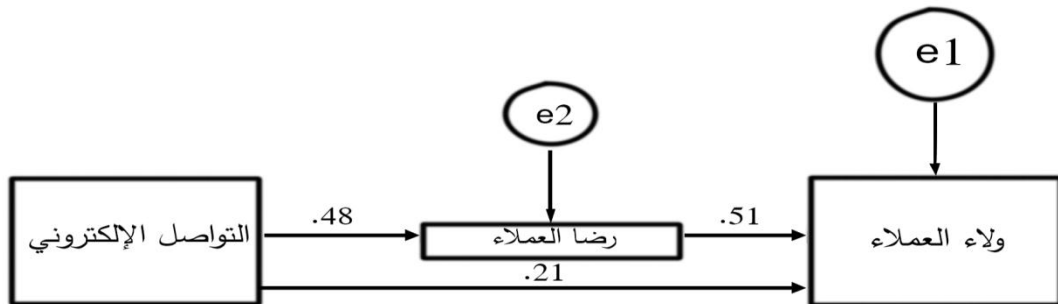 e1
e2
التواصل الإلكتروني
.48
رضا العملاء
.51
ولاء العملاء
.21